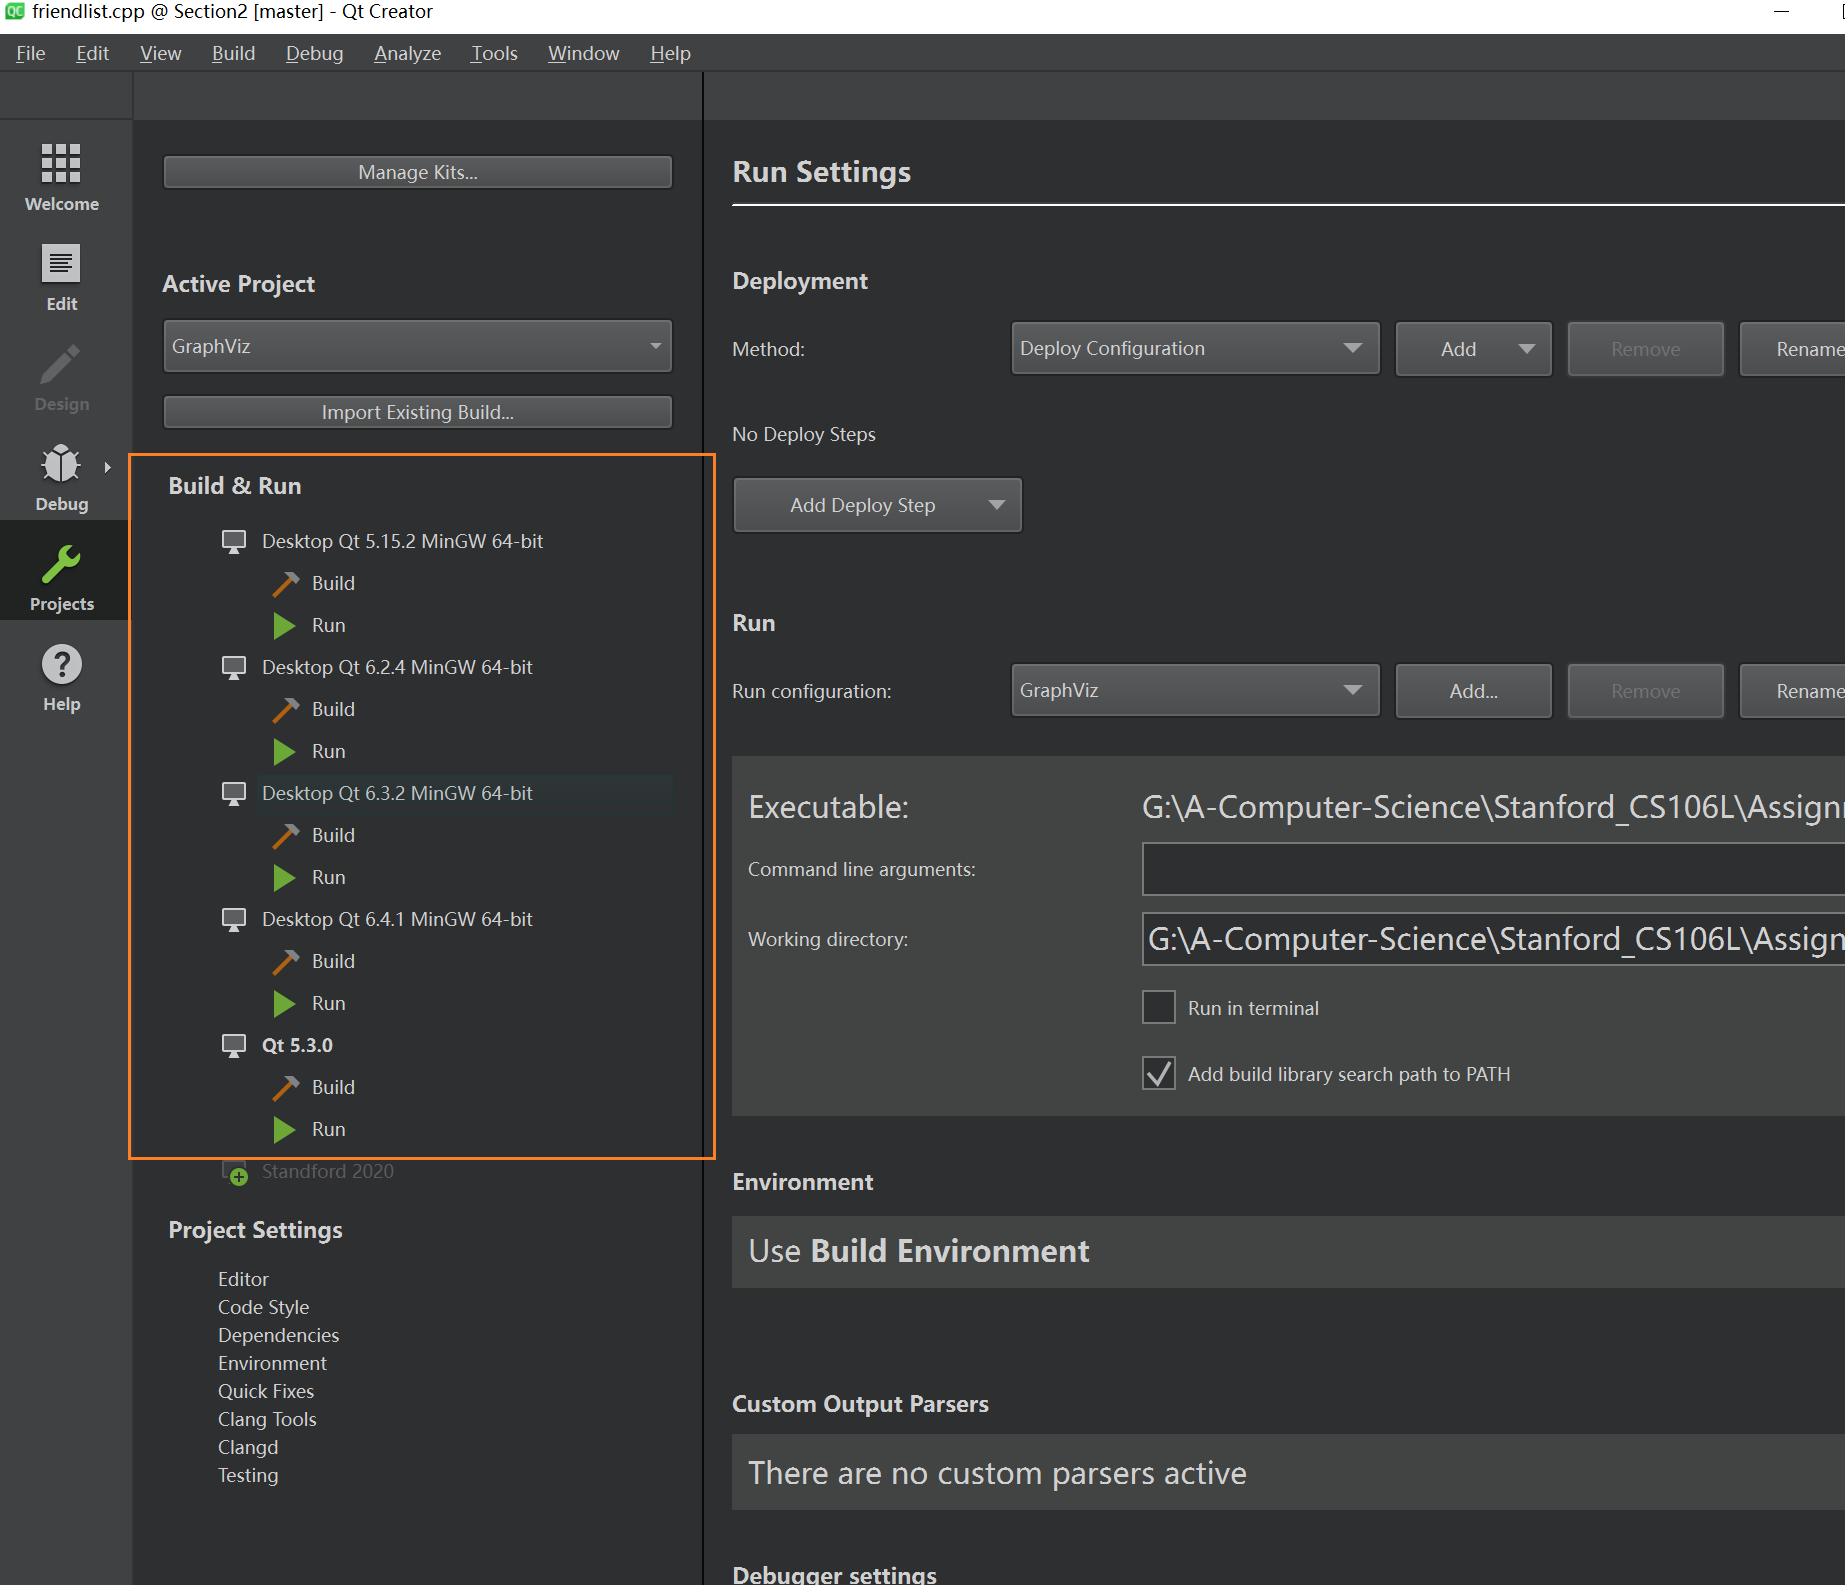 friendlist.cpp @ Section2 [master] - Qt Creator
File Edit View Build Debug Analyze Tools Window Help
Welcome
Edit
Design
Debug
Projects
Help
Manage Kits...
Active Project
GraphViz
Import Existing Build...
Build & Run
Desktop Qt 5.15.2 MinGW 64-bit
Build
Run
Desktop Qt 6.2.4 MinGW 64-bit
Build
Run
Desktop Qt 6.3.2 MinGW 64-bit
Build
Run
Desktop Qt 6.4.1 MinGW 64-bit
Build
Run
Qt 5.3.0
Build
Run
Standford 2020
Project Settings
Editor
Code Style
Dependencies
Environment
Quick Fixes
Clang Tools
Clangd
Testing
Run Settings
Deployment
Method: Deploy Configuration Add Remove Rename
No Deploy Steps
Add Deploy Step
Run
Run configuration: GraphViz Add... Remove Rename
Executable: G:\A-Computer-Science\Stanford_CS106L\Assign
Command line arguments:
Working directory: G:\A-Computer-Science\Stanford_CS106L\Assign
Run in terminal
Add build library search path to PATH
Environment
Use Build Environment
Custom Output Parsers
There are no custom parsers active
Debugger settings